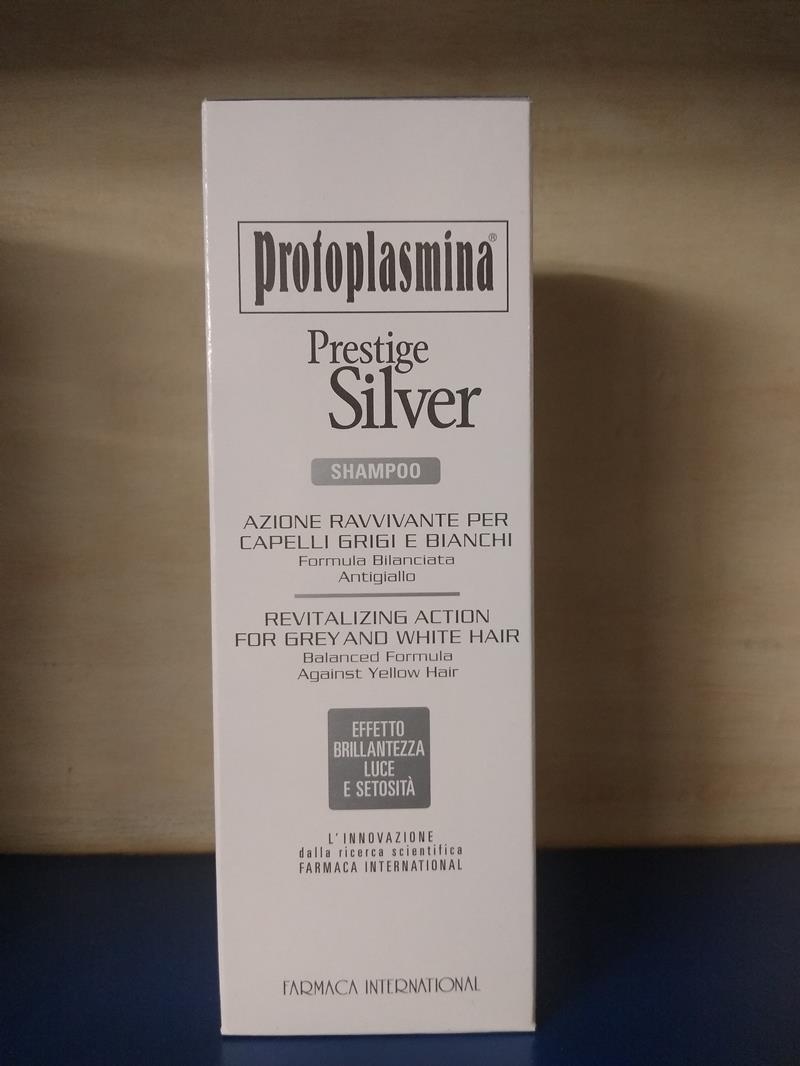 Protoplasmina®
Prestige
Silver
SHAMPOO
AZIONE RAVVIVANTE PER
CAPELLI GRIGI E BIANCHI
Formula Bilanciata
Antigiallo
REVITALIZING ACTION
FOR GREY AND WHITE HAIR
Balanced Formula
Against Yellow Hair
EFFETTO
BRILLANTEZZA
LUCE
E SETOSITÀ
L'INNOVAZIONE
dalla ricerca scientifica
FARMACA INTERNATIONAL
FARMACA INTERNATIONAL